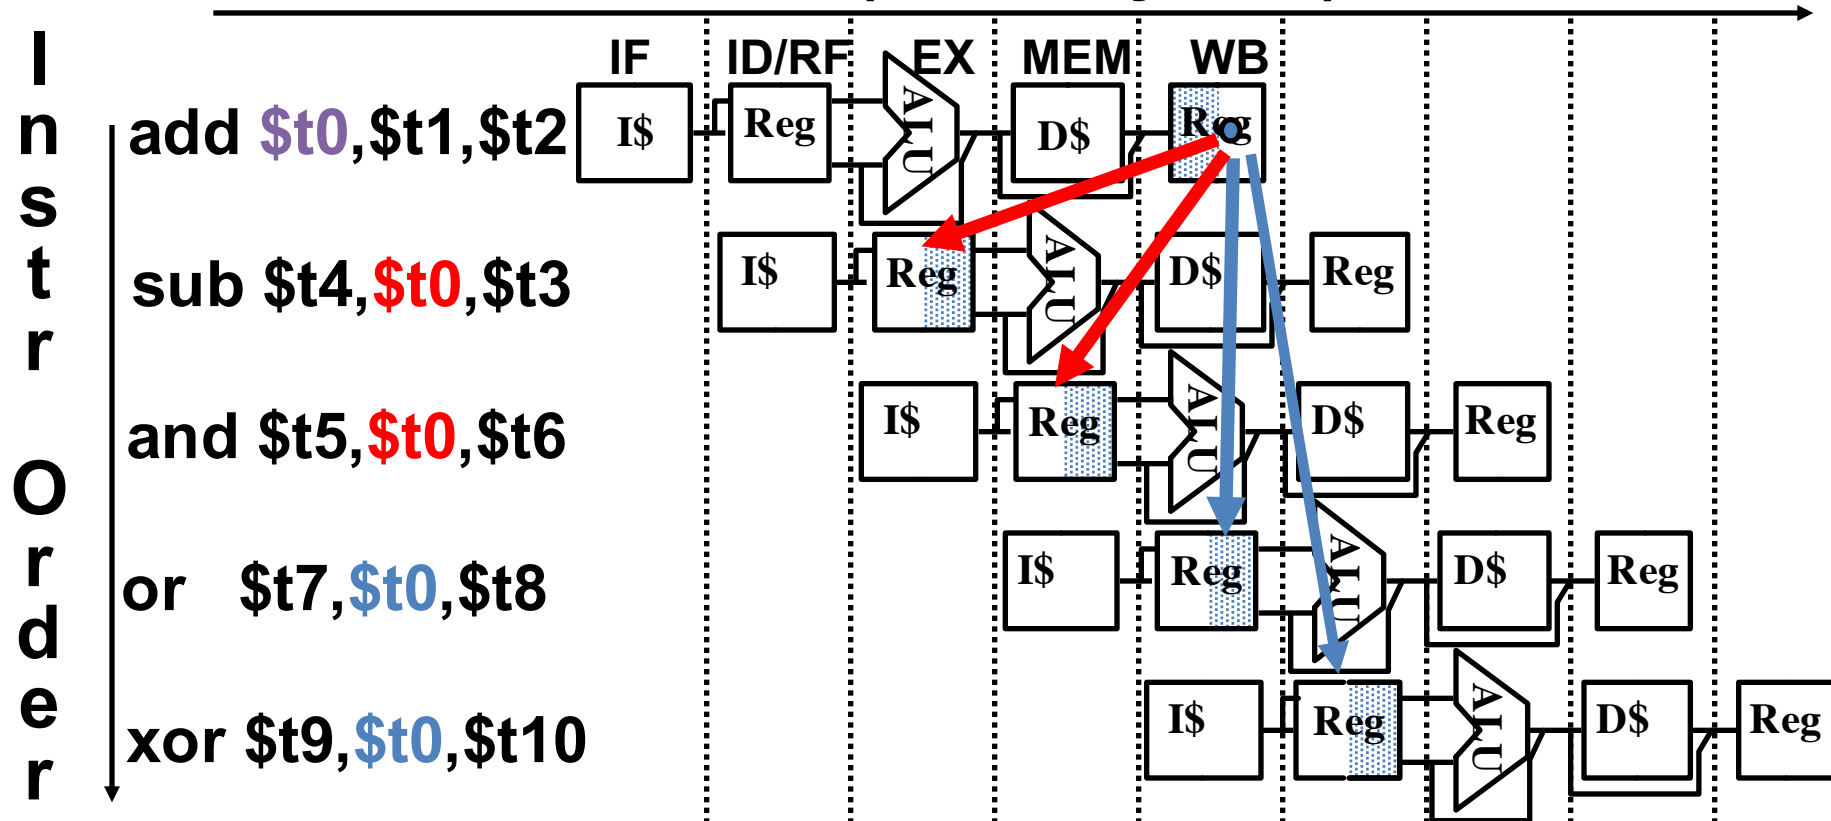 Instr Order
IF ID/RF EX MEM WB
add $t0,$t1,$t2 I$ Reg ALU D$ Reg
sub $t4,$t0,$t3 I$ Reg ALU D$ Reg
and $t5,$t0,$t6 I$ Reg ALU D$ Reg
or $t7,$t0,$t8 I$ Reg ALU D$ Reg
xor $t9,$t0,$t10 I$ Reg ALU D$ Reg